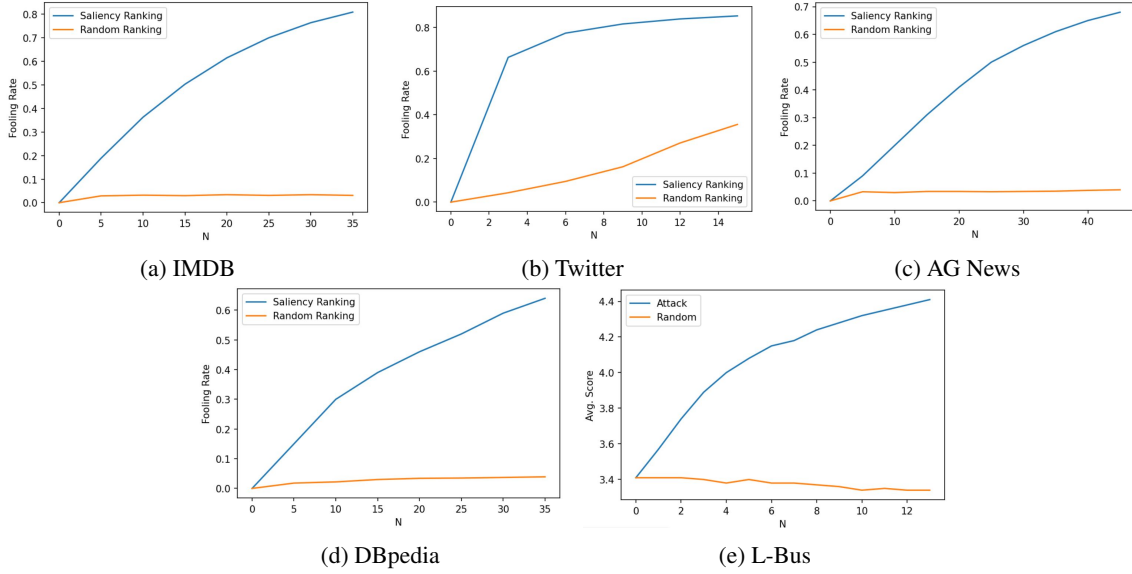 Saliency Ranking
Random Ranking
0.8
0.7
0.6
0.5
0.4
0.3
0.2
0.1
0.0
Fooling Rate
0 5 10 15 20 25 30 35
N
(a) IMDB
0.8
0.6
0.4
0.2
0.0
Fooling Rate
Saliency Ranking
Random Ranking
0 2 4 6 8 10 12 14
N
(b) Twitter
Saliency Ranking
Random Ranking
0.7
0.6
0.5
0.4
0.3
0.2
0.1
0.0
Fooling Rate
0 10 20 30 40
N
(c) AG News
Saliency Ranking
Random Ranking
0.6
0.5
0.4
0.3
0.2
0.1
0.0
Fooling Rate
0 5 10 15 20 25 30 35
N
(d) DBpedia
Attack
Random
4.4
4.2
4.0
3.8
3.6
3.4
Avg. Score
0 2 4 6 8 10 12
N
(e) L-Bus